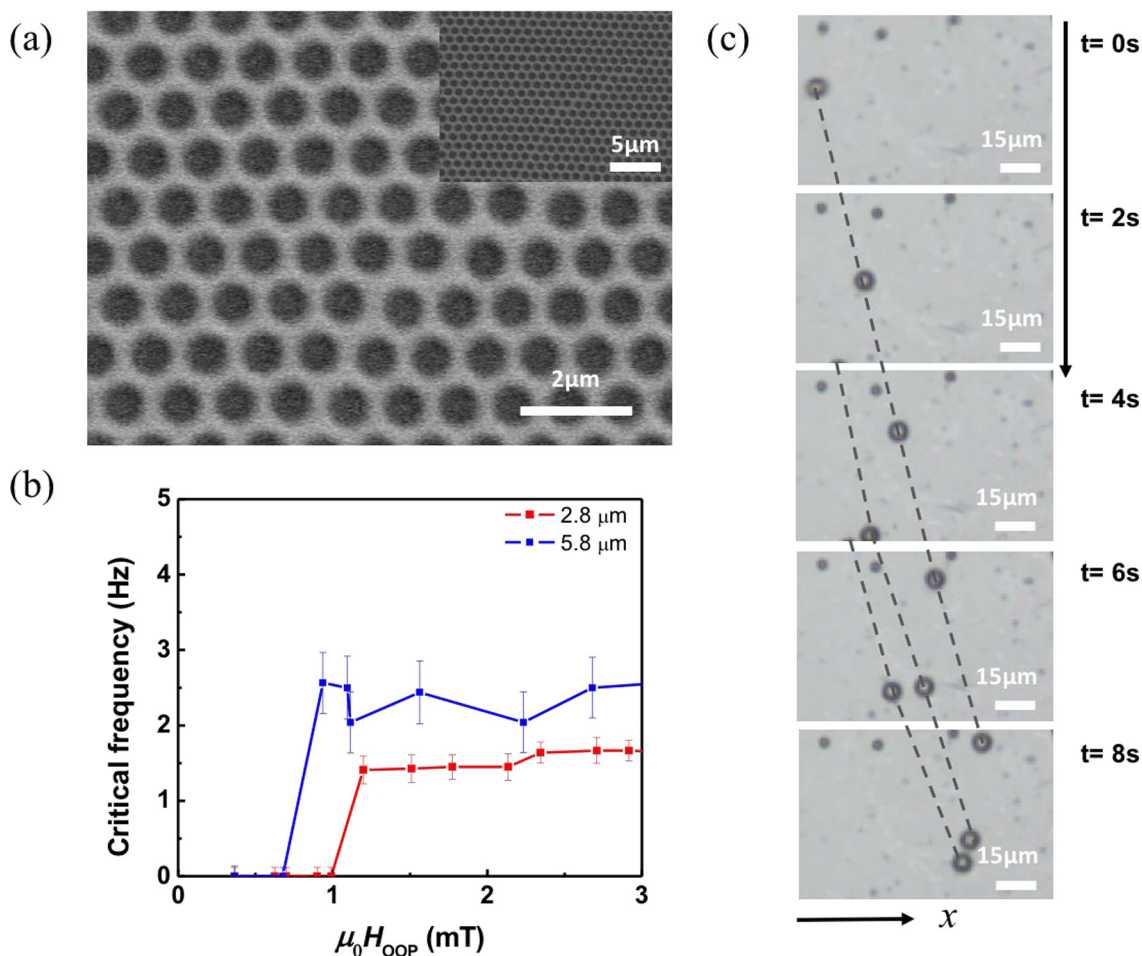 (a)
5μm
2μm
(b)
5
4
3
2
1
0
0
1
2
3
Critical frequency (Hz)
μ0HOOP (mT)
2.8 μm
5.8 μm
(c)
t= 0s
15μm
t= 2s
15μm
t= 4s
15μm
t= 6s
15μm
t= 8s
15μm
x